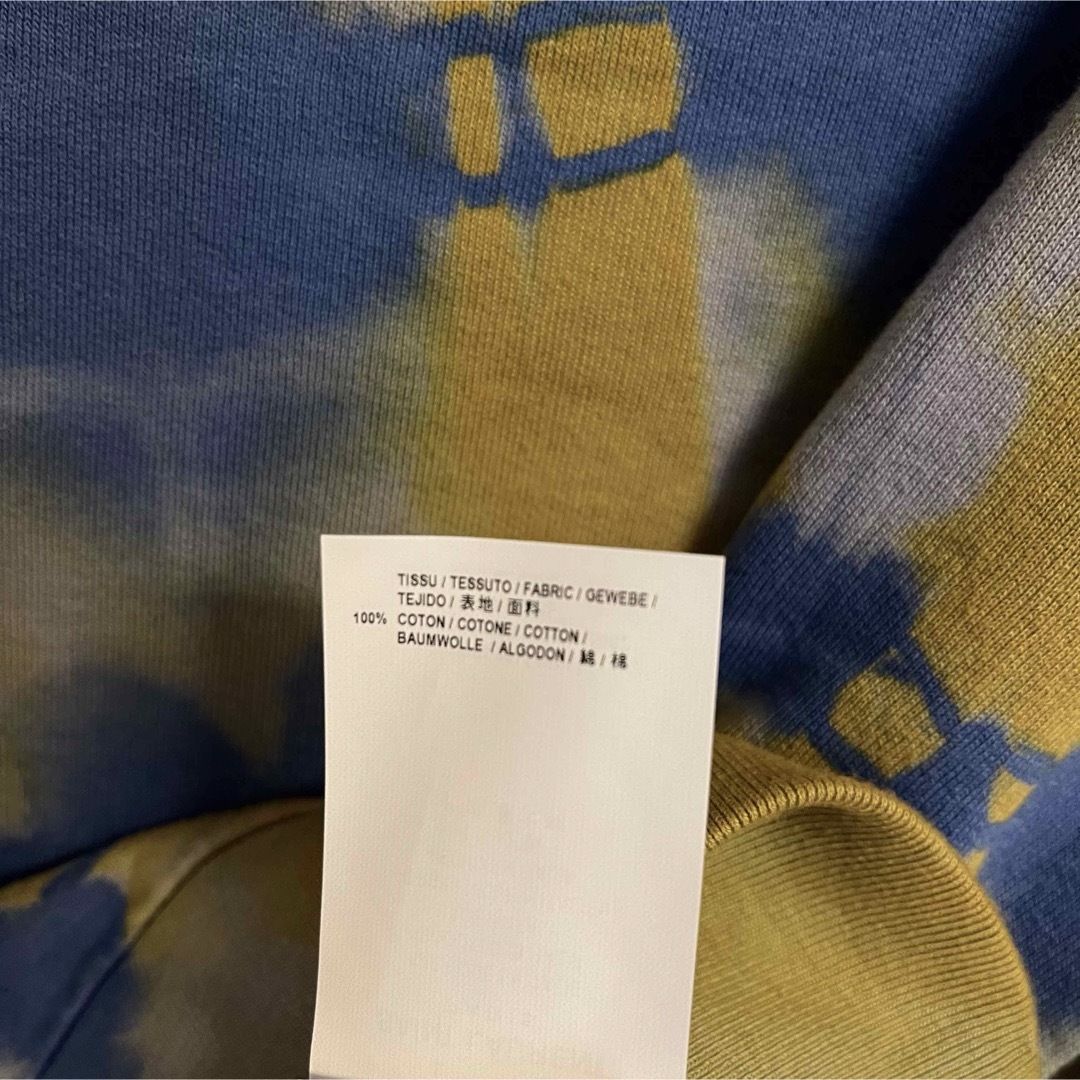 TISSU / TESSUTO / FABRIC / GEWEBE /
TEJIDO / 表地 / 面料
100% COTON / COTONE / COTTON /
BAUMWOLLE / ALGODON / 綿 / 棉